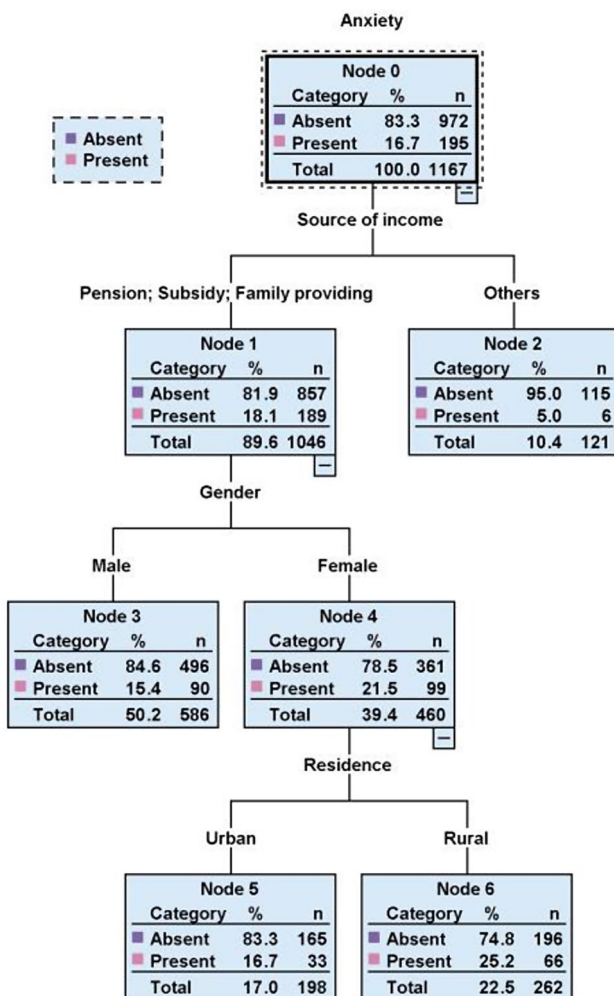 Anxiety
Node 0
Category % n
Absent 83.3 972
Present 16.7 195
Total 100.0 1167
Absent
Present
Source of income
Pension; Subsidy; Family providing
Others
Node 1
Category % n
Absent 81.9 857
Present 18.1 189
Total 89.6 1046
Node 2
Category % n
Absent 95.0 115
Present 5.0 6
Total 10.4 121
Gender
Male
Female
Node 3
Category % n
Absent 84.6 496
Present 15.4 90
Total 50.2 586
Node 4
Category % n
Absent 78.5 361
Present 21.5 99
Total 39.4 460
Residence
Urban
Rural
Node 5
Category % n
Absent 83.3 165
Present 16.7 33
Total 17.0 198
Node 6
Category % n
Absent 74.8 196
Present 25.2 66
Total 22.5 262